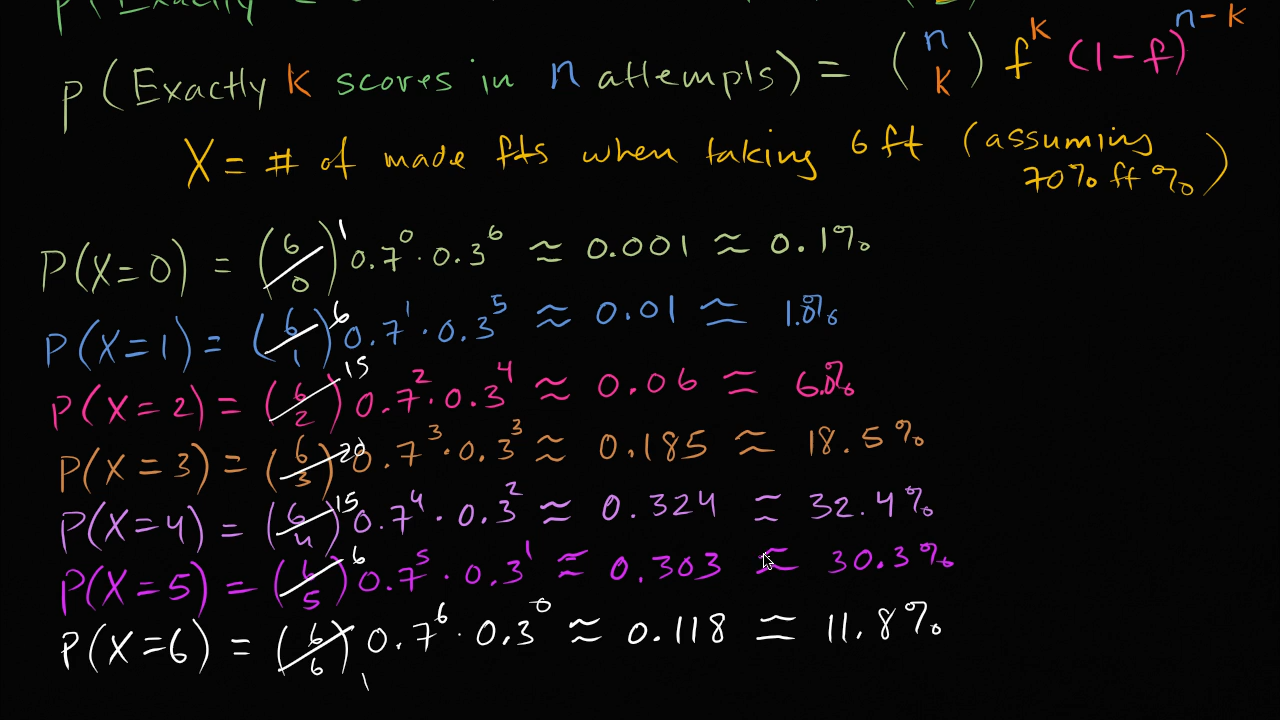 P(Exactly
P(Exactly k scores in n attempts) = (n k) f^k (1-f)^{n-k}
X = # of made fts when taking 6 ft (assuming 70% ft %)
P(X=0) = (6 0) 1 0.7^0 · 0.3^6 ≈ 0.001 ≈ 0.1%
P(X=1) = (6 1) 6 0.7^1 · 0.3^5 ≈ 0.01 ≈ 1.0%
P(X=2) = (6 2) 15 0.7^2 · 0.3^4 ≈ 0.06 ≈ 6.0%
P(X=3) = (6 3) 20 0.7^3 · 0.3^3 ≈ 0.185 ≈ 18.5%
P(X=4) = (6 4) 15 0.7^4 · 0.3^2 ≈ 0.324 ≈ 32.4%
P(X=5) = (6 5) 6 0.7^5 · 0.3^1 ≈ 0.303 ≈ 30.3%
P(X=6) = (6 6) 1 0.7^6 · 0.3^0 ≈ 0.118 ≈ 11.8%